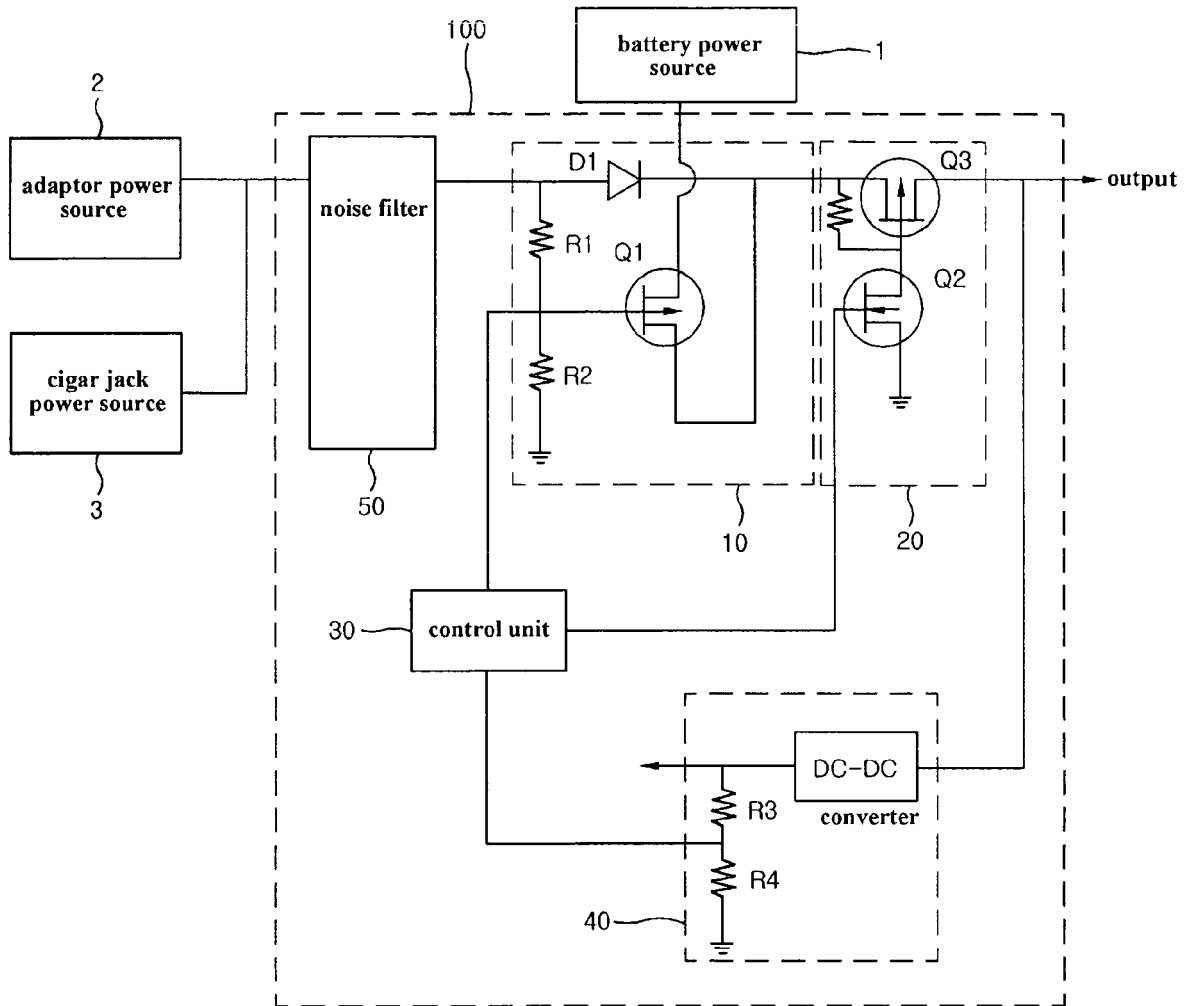 100
battery power
source
1
2
adaptor power
source
noise filter
D1
Q3
output
R1
Q1
Q2
R2
cigar jack
power source
3
50
10
20
30
control unit
DC-DC
converter
R3
R4
40